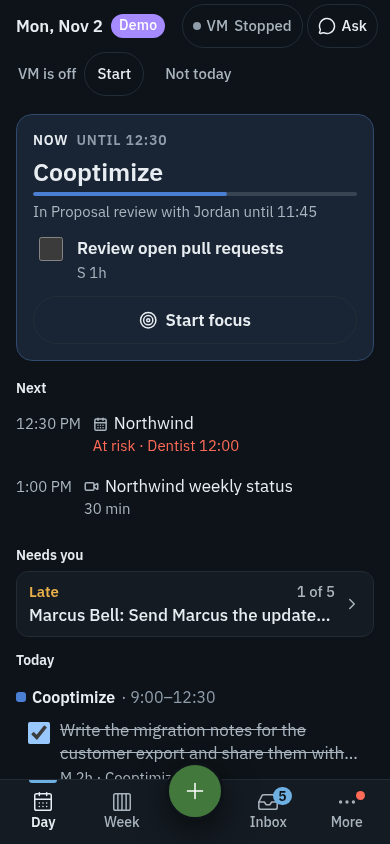 Mon, Nov 2 Demo VM Stopped Ask
VM is off Start Not today
NOW UNTIL 12:30
Cooptimize
In Proposal review with Jordan until 11:45
Review open pull requests
S 1h
Start focus
Next
12:30 PM Northwind
At risk · Dentist 12:00
1:00 PM Northwind weekly status
30 min
Needs you
Late 1 of 5
Marcus Bell: Send Marcus the update...
Today
Cooptimize · 9:00–12:30
Write the migration notes for the
customer export and share them with...
M 2h · Cooptimiz
5
Day Week Inbox More